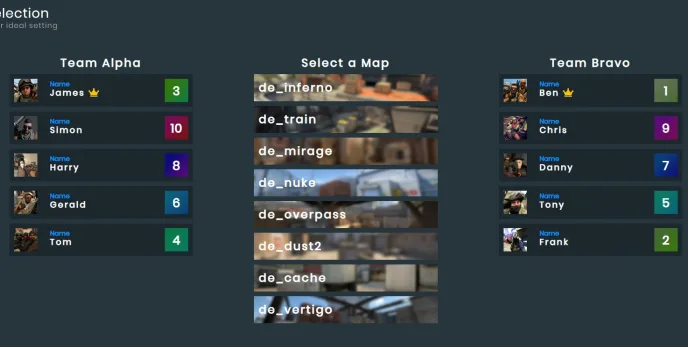 election
r ideal setting
Team Alpha
Name
James
3
Name
Simon
10
Name
Harry
8
Name
Gerald
6
Name
Tom
4
Select a Map
de_inferno
de_train
de_mirage
de_nuke
de_overpass
de_dust2
de_cache
de_vertigo
Team Bravo
Name
Ben
1
Name
Chris
9
Name
Danny
7
Name
Tony
5
Name
Frank
2